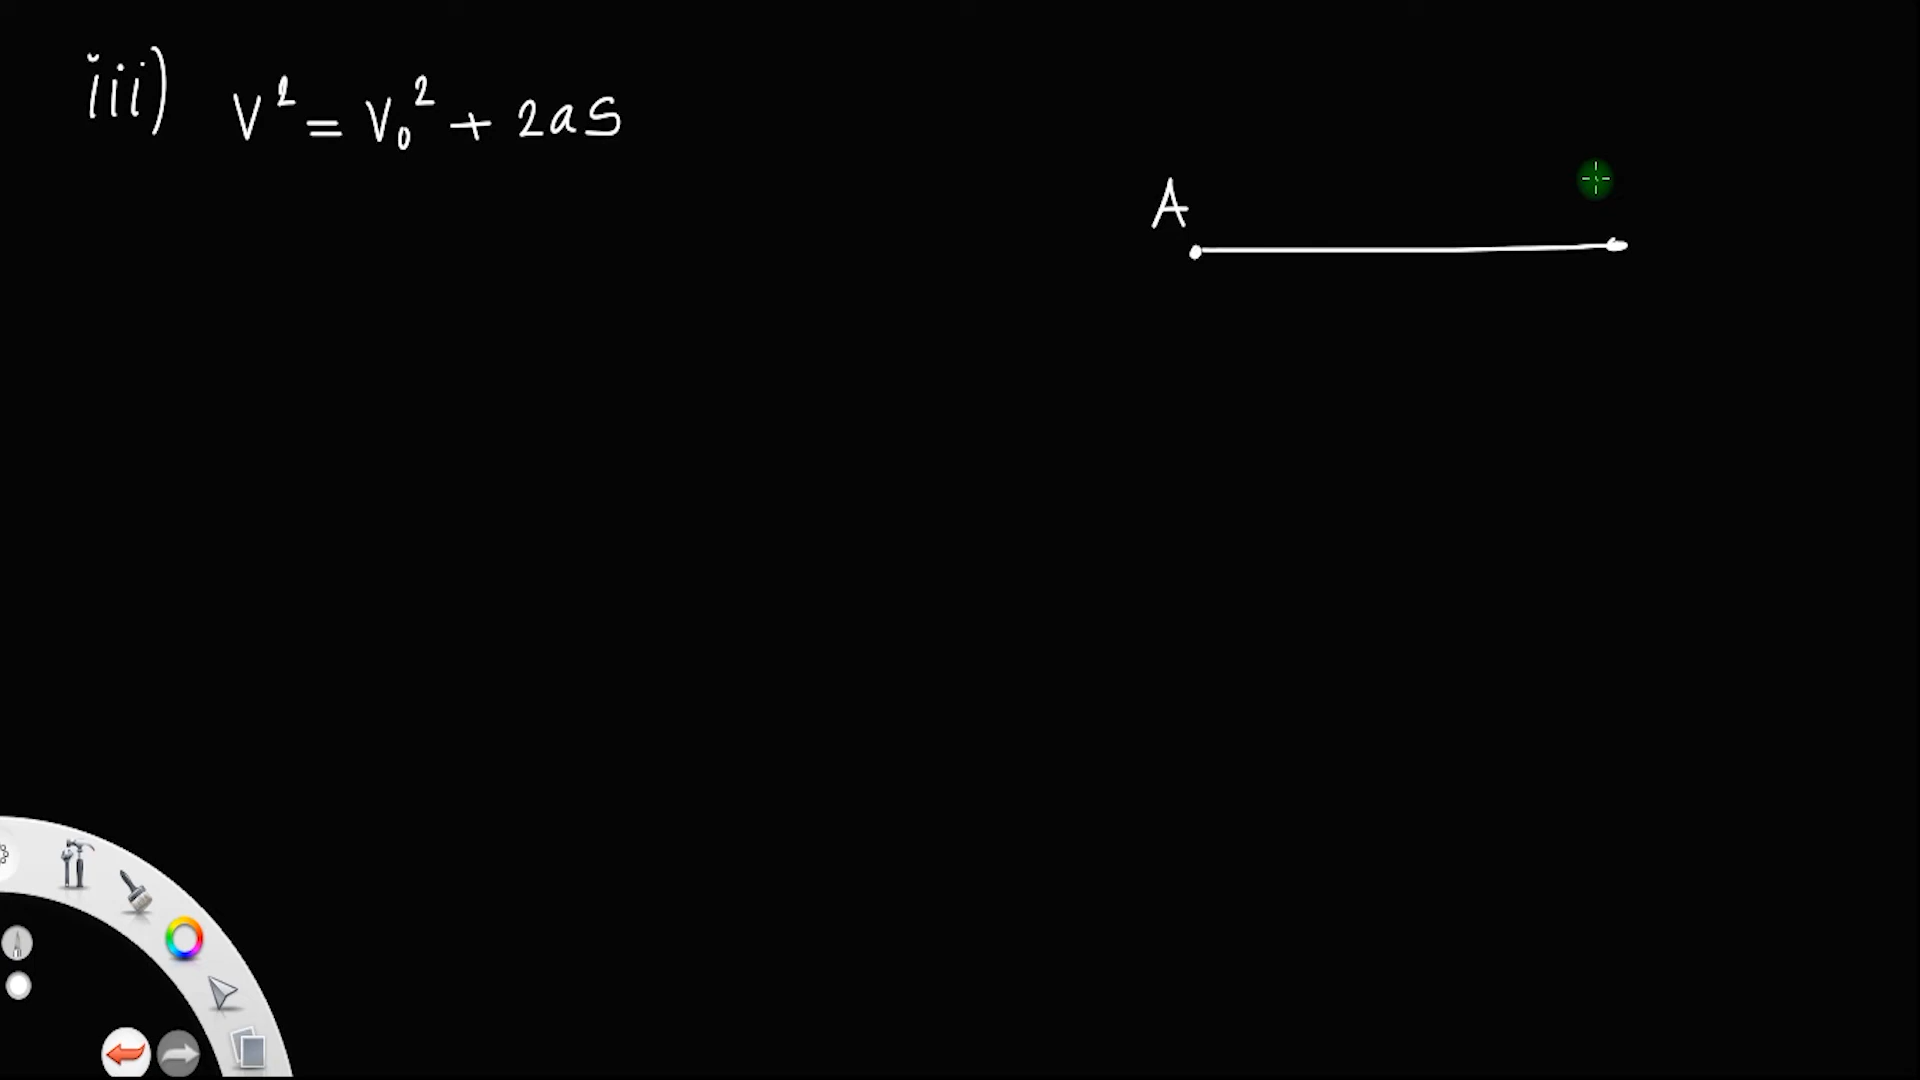 iii) V² = V₀² + 2aS
A